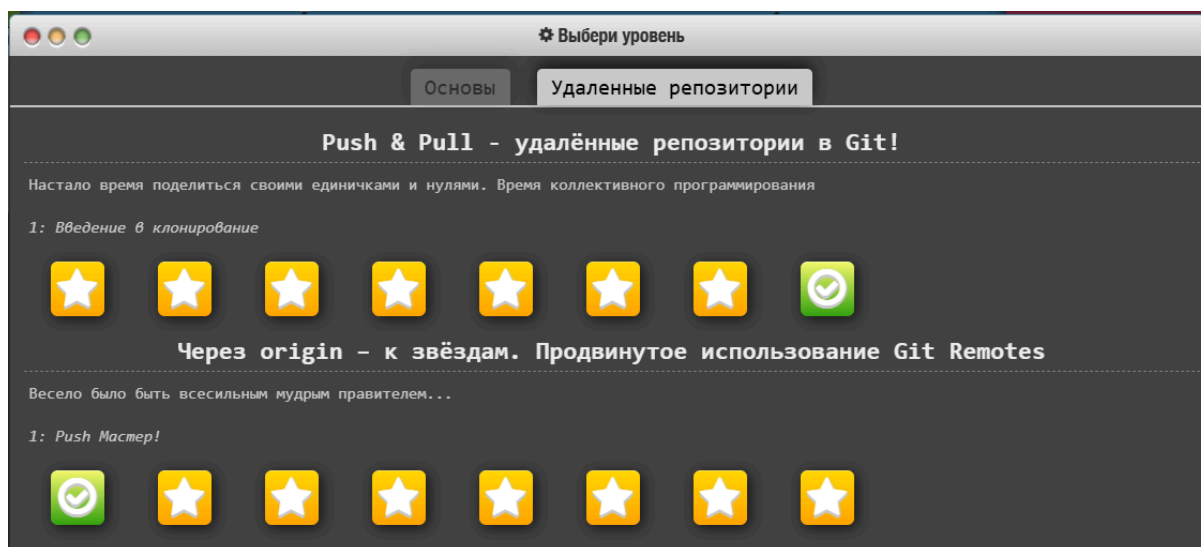 Выбери уровень
Основы
Удаленные репозитории
Push & Pull - удалённые репозитории в Git!
Настало время поделиться своими единичками и нулями. Время коллективного программирования
1: Введение в клонирование
Через origin – к звёздам. Продвинутое использование Git Remotes
Весело было быть всесильным мудрым правителем...
1: Push Мастер!